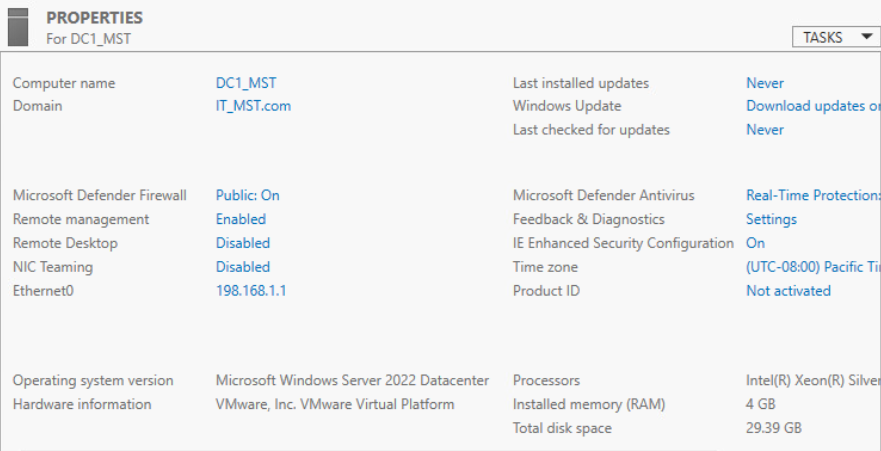 PROPERTIES
For DC1_MST
TASKS
Computer name DC1_MST Last installed updates Never
Domain IT_MST.com Windows Update Download updates or
Last checked for updates Never
Microsoft Defender Firewall Public: On Microsoft Defender Antivirus Real-Time Protection:
Remote management Enabled Feedback & Diagnostics Settings
Remote Desktop Disabled IE Enhanced Security Configuration On
NIC Teaming Disabled Time zone (UTC-08:00) Pacific Ti
Ethernet0 198.168.1.1 Product ID Not activated
Operating system version Microsoft Windows Server 2022 Datacenter Processors Intel(R) Xeon(R) Silver
Hardware information VMware, Inc. VMware Virtual Platform Installed memory (RAM) 4 GB
Total disk space 29.39 GB